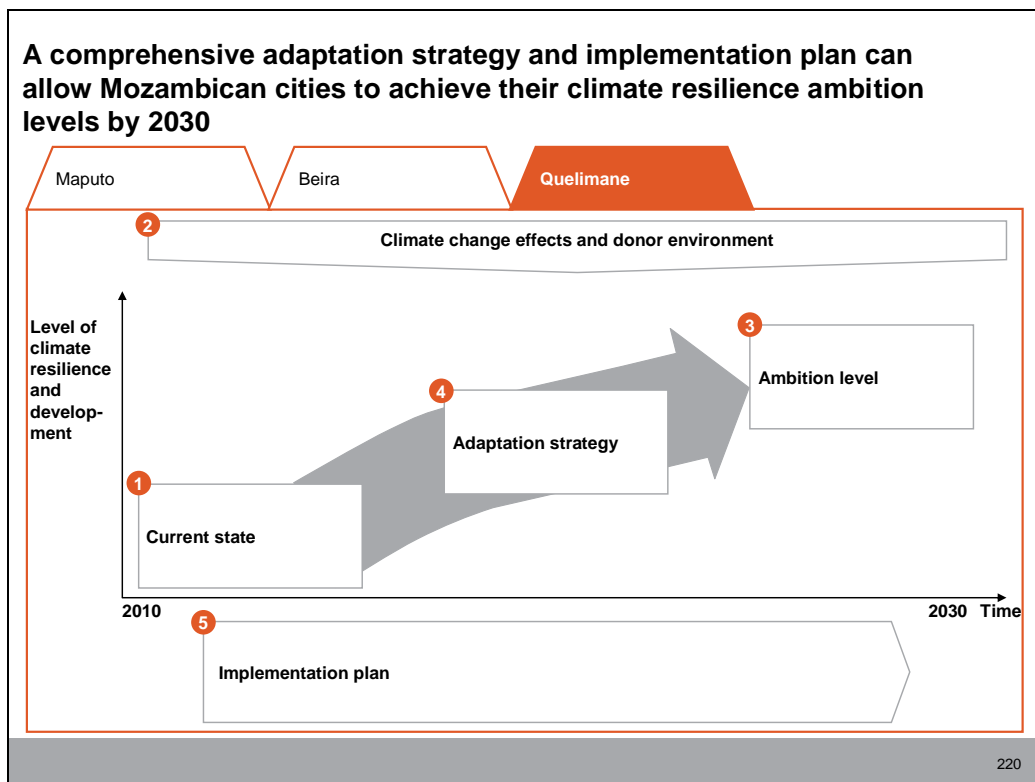 A comprehensive adaptation strategy and implementation plan can
allow Mozambican cities to achieve their climate resilience ambition
levels by 2030
Maputo
Beira
Quelimane
2
Climate change effects and donor environment
Level of
climate
resilience
and
develop-
ment
3
Ambition level
4
Adaptation strategy
1
Current state
2010
2030 Time
5
Implementation plan
220